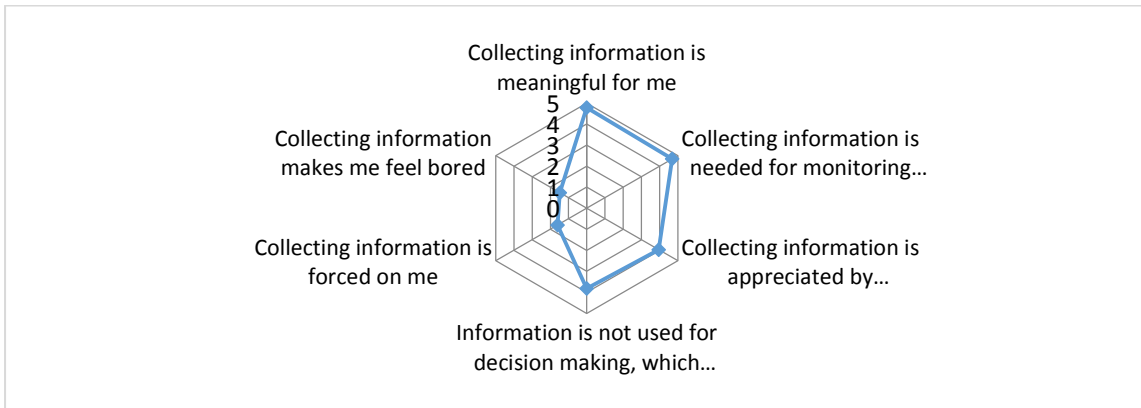 Collecting information is
meaningful for me
5
4
3
2
1
0
Collecting information is
needed for monitoring…
Collecting information is
appreciated by…
Information is not used for
decision making, which…
Collecting information is
forced on me
Collecting information
makes me feel bored